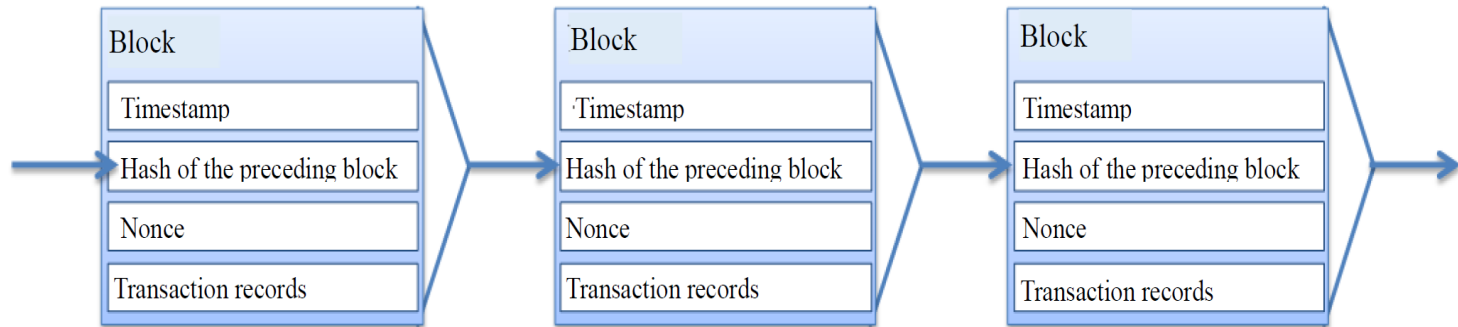 Block
Timestamp
Hash of the preceding block
Nonce
Transaction records
Block
Timestamp
Hash of the preceding block
Nonce
Transaction records
Block
Timestamp
Hash of the preceding block
Nonce
Transaction records